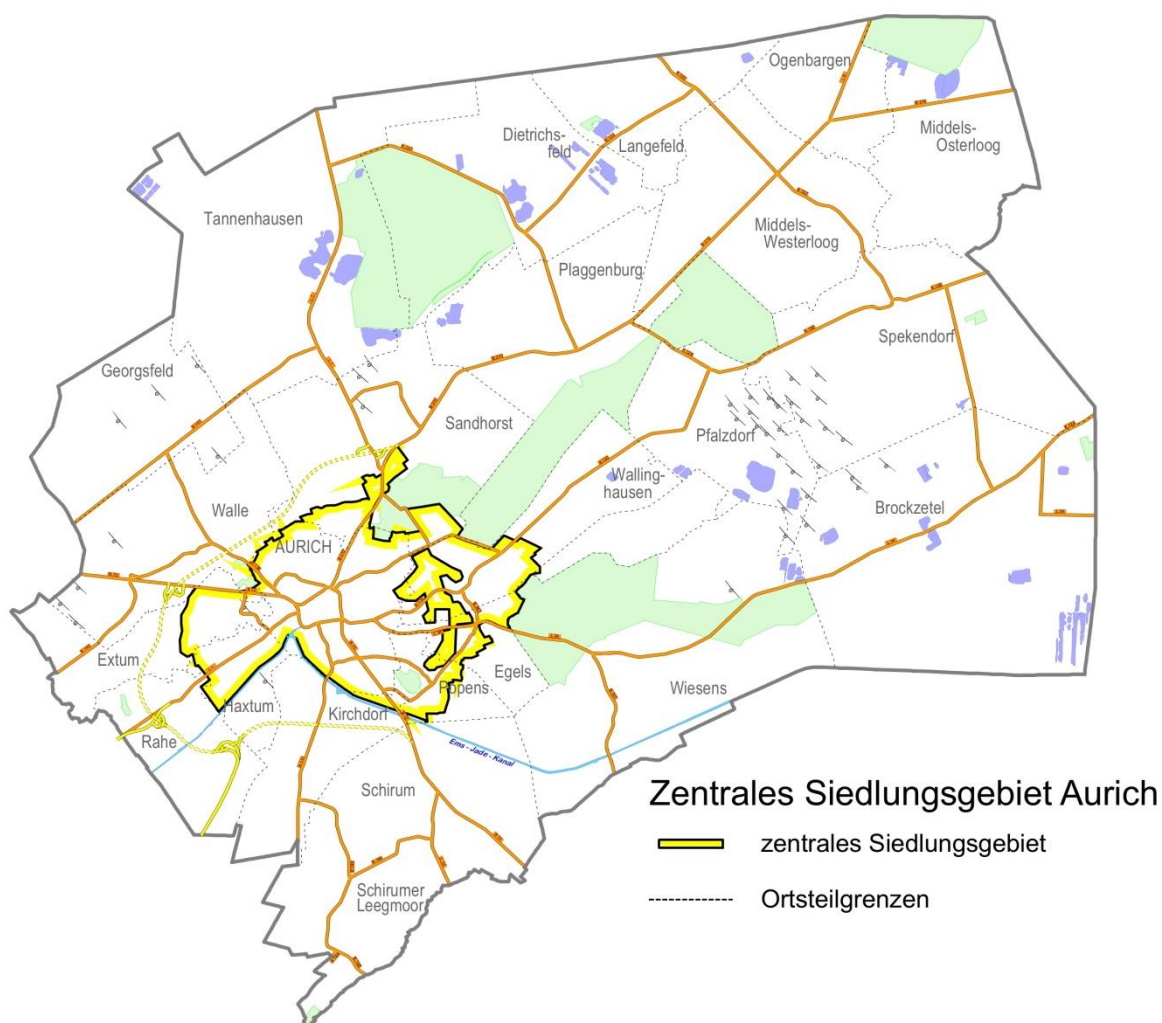 Ogenbargen
Dietrichs-
feld
Langefeld
Middels-
Osterloog
Tannenhausen
Middels-
Westerloog
Plaggenburg
Spekendorf
Georgsfeld
Sandhorst
Pfalzdorf
Walling-
hausen
Brockzetel
Walle
AURICH
Extum
Egels
Popens
Wiesens
Haxtum
Kirchdorf
Rahe
Ems - Jade - Kanal
Schirum
Schirumer
Leegmoor
Zentrales Siedlungsgebiet Aurich
zentrales Siedlungsgebiet
Ortsteilgrenzen